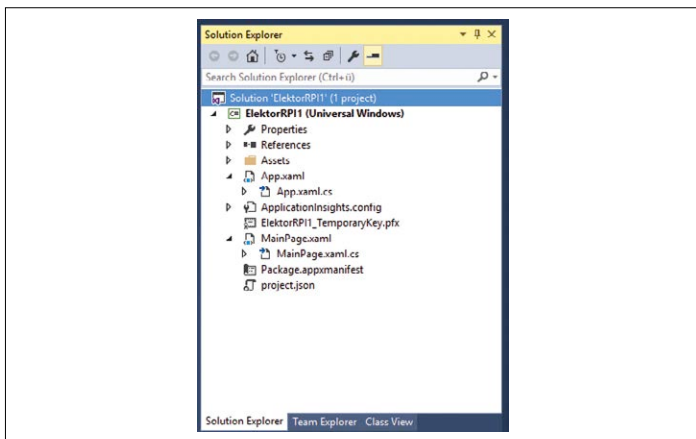 Solution Explorer
Search Solution Explorer (Ctrl+ü)
Solution 'ElektorRPI1' (1 project)
C# ElektorRPI1 (Universal Windows)
Properties
References
Assets
App.xaml
App.xaml.cs
ApplicationInsights.config
ElektorRPI1_TemporaryKey.pfx
MainPage.xaml
MainPage.xaml.cs
Package.appxmanifest
project.json
Solution Explorer Team Explorer Class View